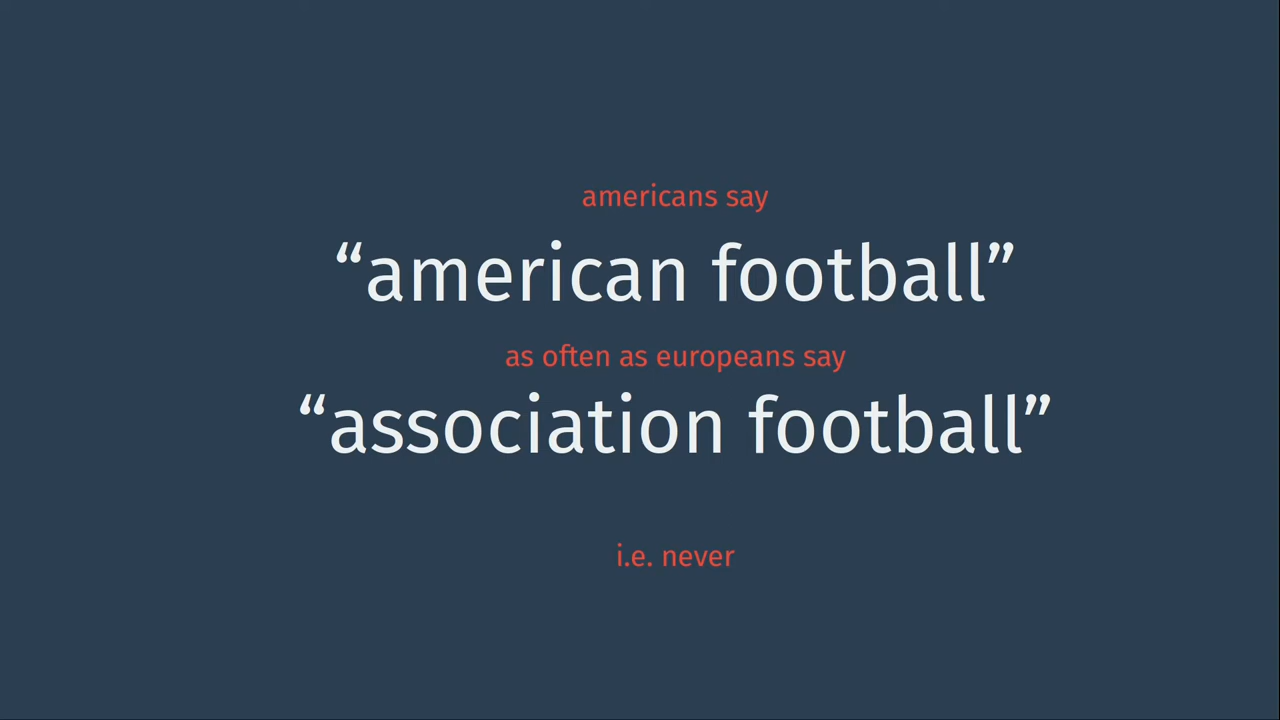 americans say
“american football”
as often as europeans say
“association football”
i.e. never